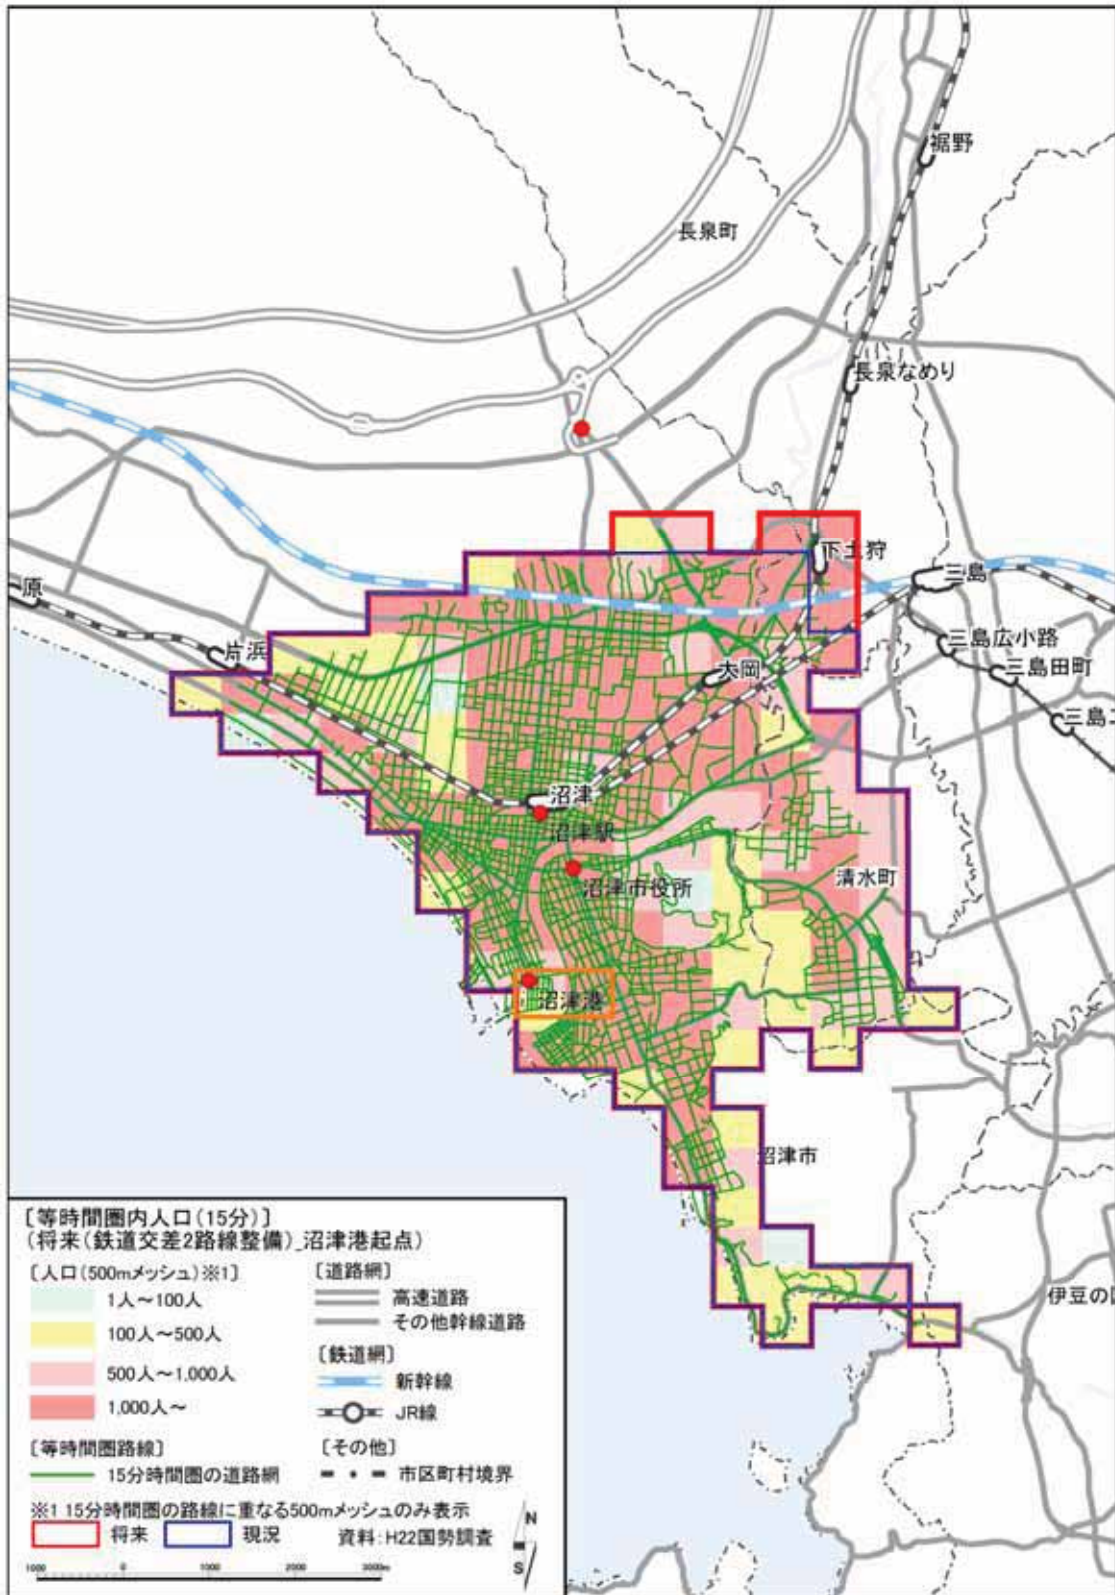 裾野
長泉町
長泉なめり
下土狩
三島
原
三島広小路
片浜
大岡
三島田町
沼津
沼津駅
清水町
沼津市役所
沼津港
沼津市
伊豆の
〔等時間圏内人口(15分)〕
(将来(鉄道交差2路線整備)_沼津港起点)
〔人口(500mメッシュ)※1〕
1人～100人
100人～500人
500人～1,000人
1,000人～
〔道路網〕
高速道路
その他幹線道路
〔鉄道網〕
新幹線
JR線
〔等時間圏路線〕
15分時間圏の道路網
〔その他〕
市区町村境界
※1 15分時間圏の路線に重なる500mメッシュのみ表示
将来 現況 資料:H22国勢調査
N
S
1000 0 1000 2000 3000m